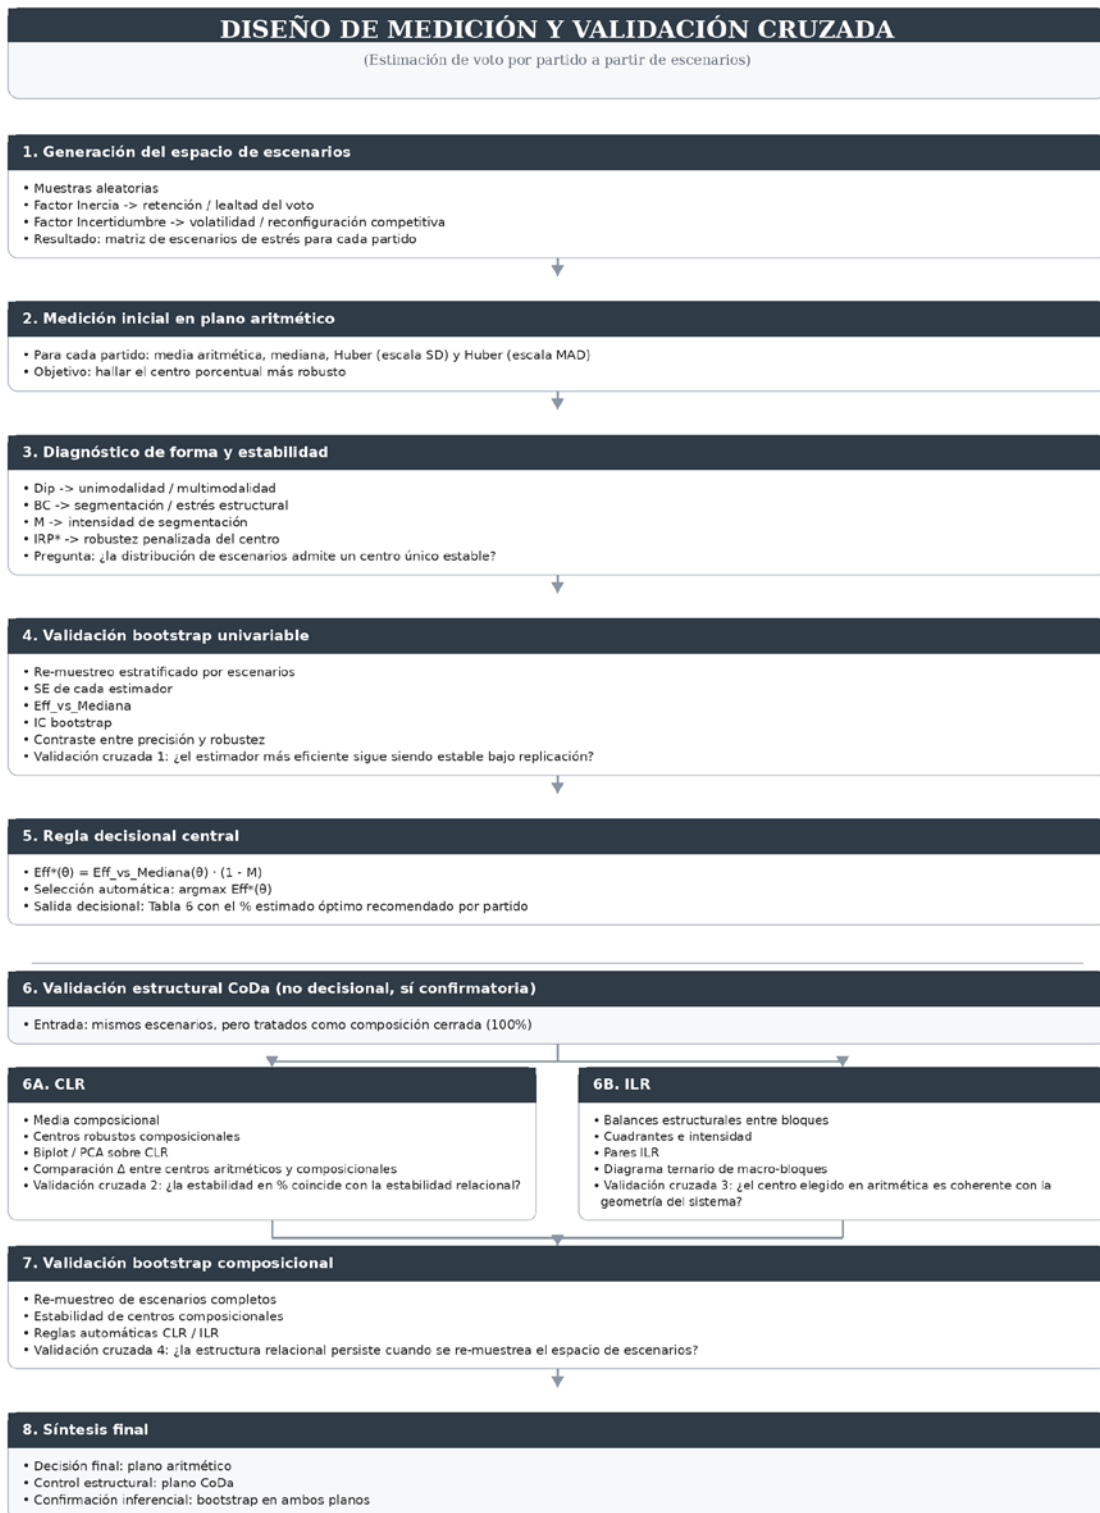 DISEÑO DE MEDICIÓN Y VALIDACIÓN CRUZADA
(Estimación de voto por partido a partir de escenarios)
1. Generación del espacio de escenarios
• Muestras aleatorias
• Factor Inercia -> retención / lealtad del voto
• Factor Incertidumbre -> volatilidad / reconfiguración competitiva
• Resultado: matriz de escenarios de estrés para cada partido
2. Medición inicial en plano aritmético
• Para cada partido: media aritmética, mediana, Huber (escala SD) y Huber (escala MAD)
• Objetivo: hallar el centro porcentual más robusto
3. Diagnóstico de forma y estabilidad
• Dip -> unimodalidad / multimodalidad
• BC -> segmentación / estrés estructural
• M -> intensidad de segmentación
• IRP* -> robustez penalizada del centro
• Pregunta: ¿la distribución de escenarios admite un centro único estable?
4. Validación bootstrap univariable
• Re-muestreo estratificado por escenarios
• SE de cada estimador
• Eff_vs_Mediana
• IC bootstrap
• Contraste entre precisión y robustez
• Validación cruzada 1: ¿el estimador más eficiente sigue siendo estable bajo replicación?
5. Regla decisional central
• Eff*(θ) = Eff_vs_Mediana(θ) · (1 - M)
• Selección automática: argmax Eff*(θ)
• Salida decisional: Tabla 6 con el % estimado óptimo recomendado por partido
6. Validación estructural CoDa (no decisional, sí confirmatoria)
• Entrada: mismos escenarios, pero tratados como composición cerrada (100%)
6A. CLR
• Media composicional
• Centros robustos composicionales
• Biplot / PCA sobre CLR
• Comparación Δ entre centros aritméticos y composicionales
• Validación cruzada 2: ¿la estabilidad en % coincide con la estabilidad relacional?
6B. ILR
• Balances estructurales entre bloques
• Cuadrantes e intensidad
• Pares ILR
• Diagrama ternario de macro-bloques
• Validación cruzada 3: ¿el centro elegido en aritmética es coherente con la
geometría del sistema?
7. Validación bootstrap composicional
• Re-muestreo de escenarios completos
• Estabilidad de centros composicionales
• Reglas automáticas CLR / ILR
• Validación cruzada 4: ¿la estructura relacional persiste cuando se re-muestrea el espacio de escenarios?
8. Síntesis final
• Decisión final: plano aritmético
• Control estructural: plano CoDa
• Confirmación inferencial: bootstrap en ambos planos